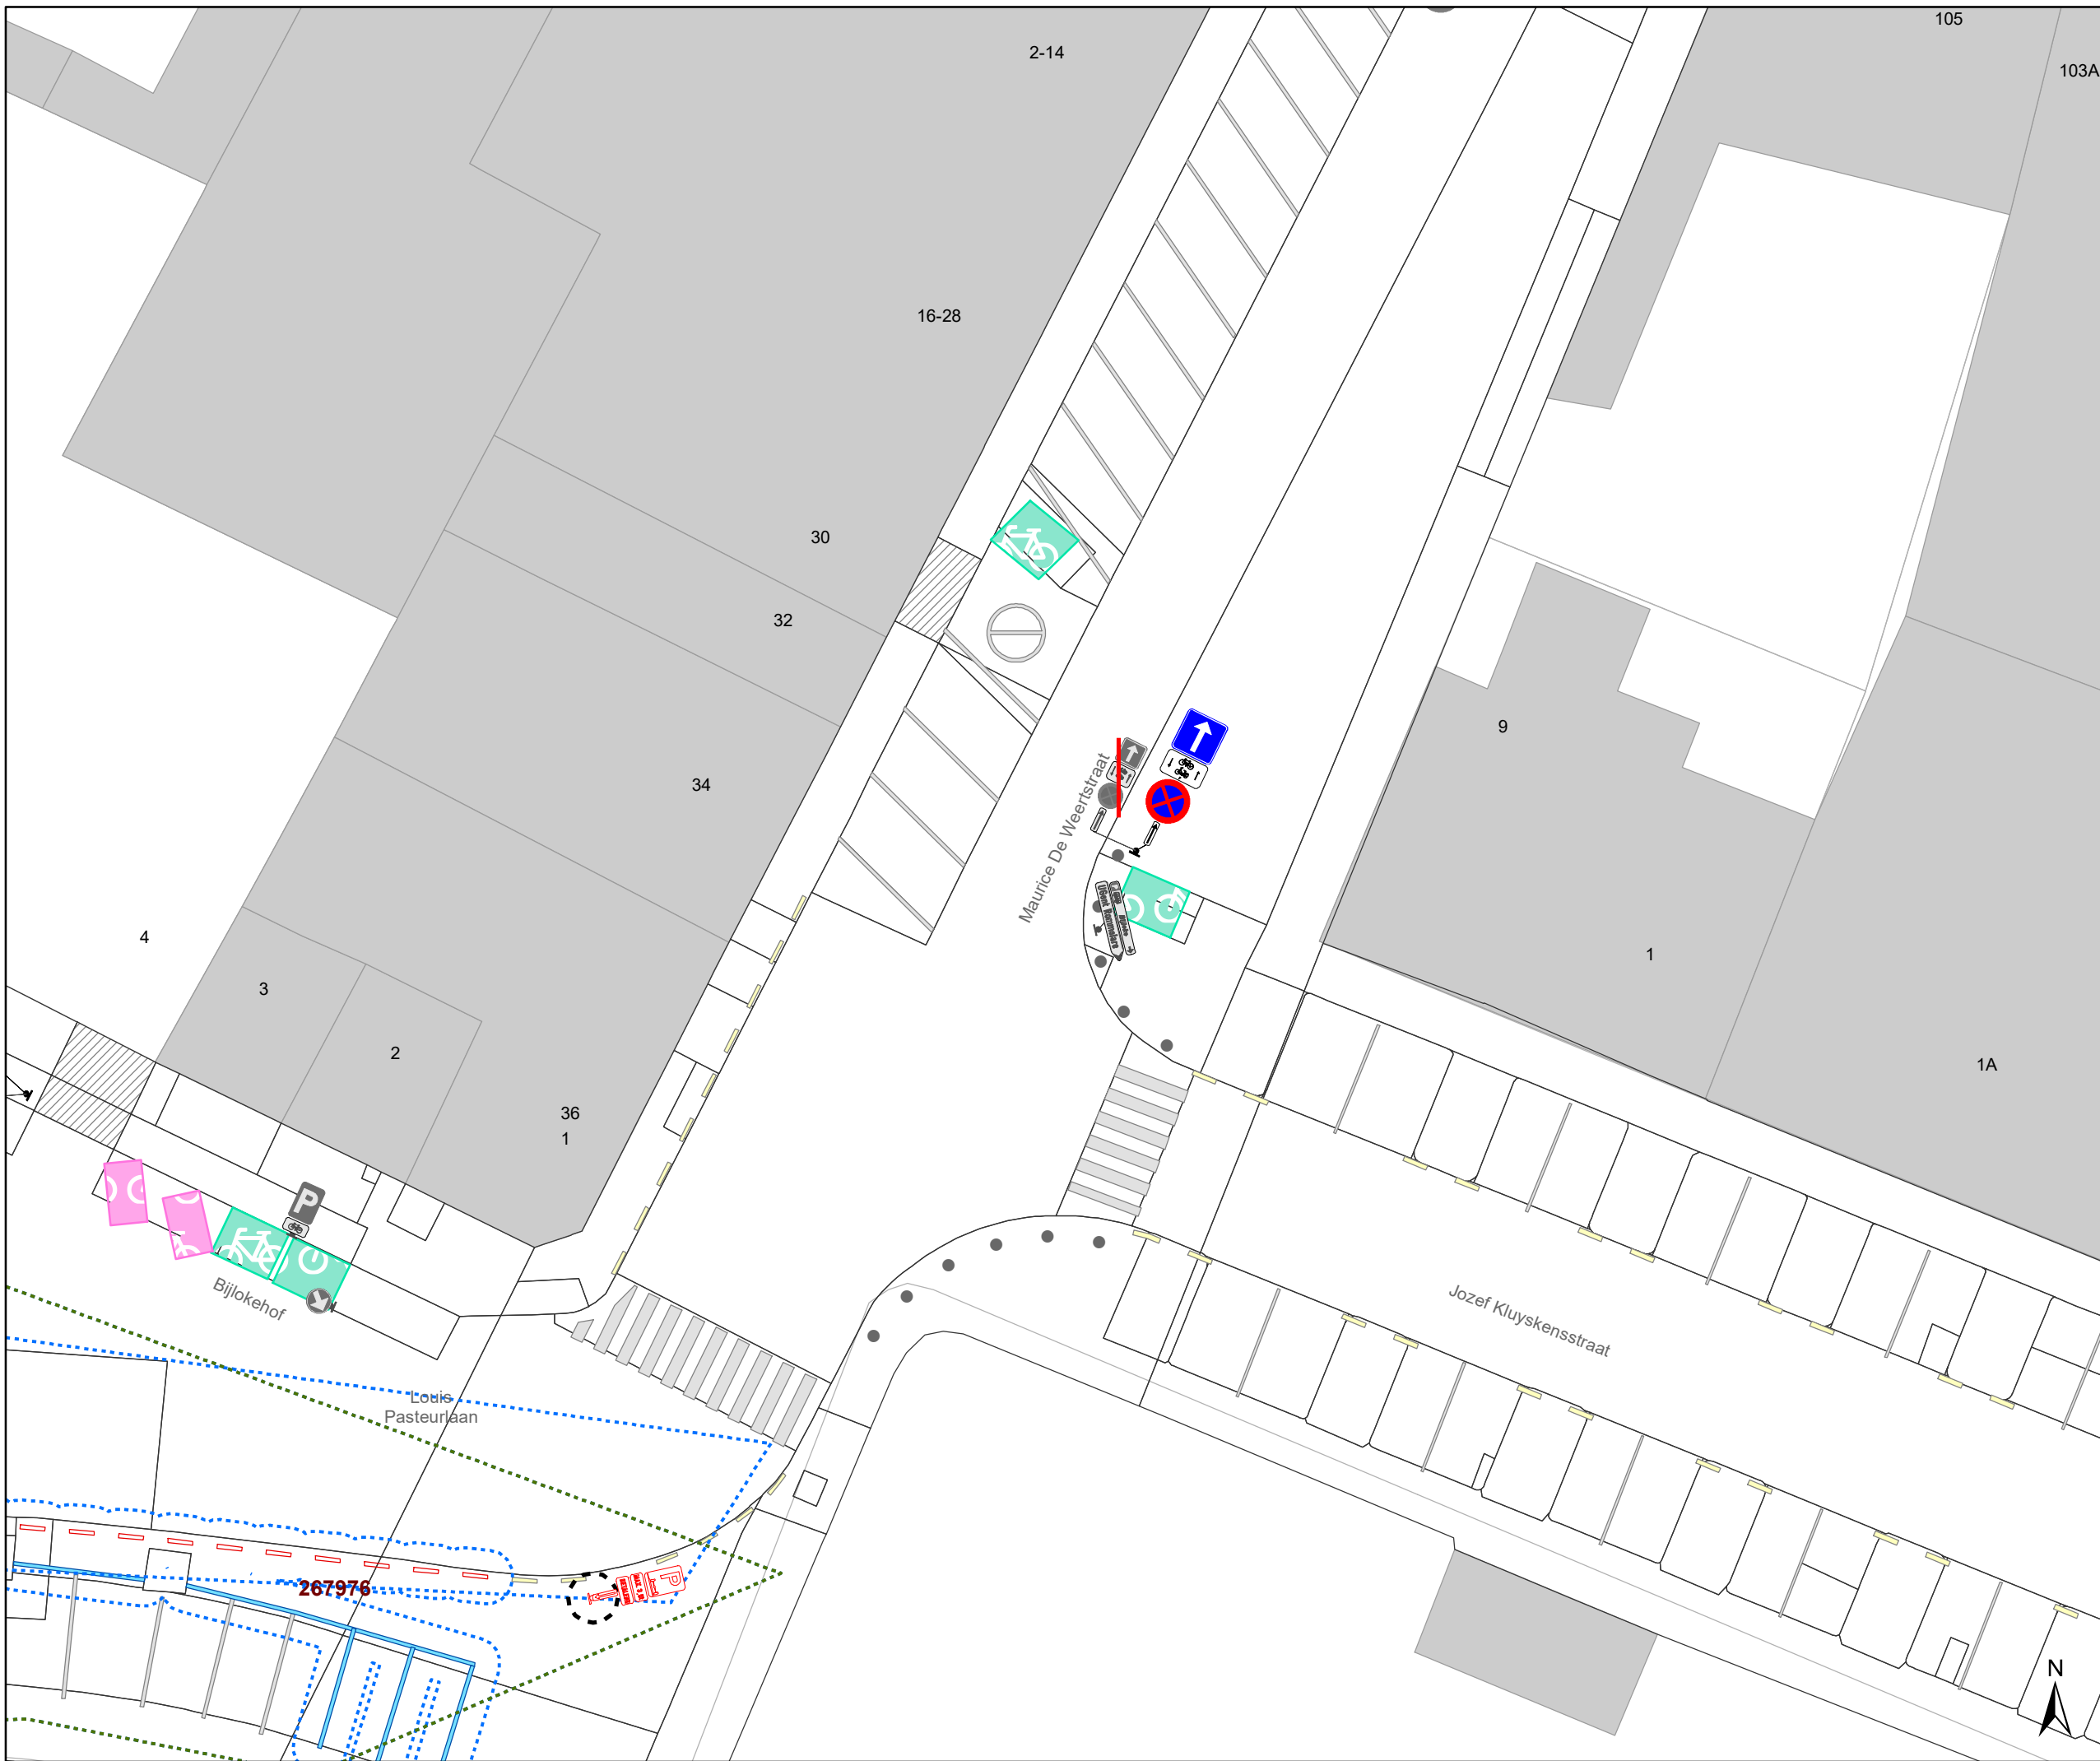 105
2-14
103A
16-28
30
32
9
Maurice De Weertstraat
34
4
1
3
2
1A
36
1
P
Bijlokehof
Jozef Kluyskensstraat
Louis
Pasteurlaan
267976
P
N